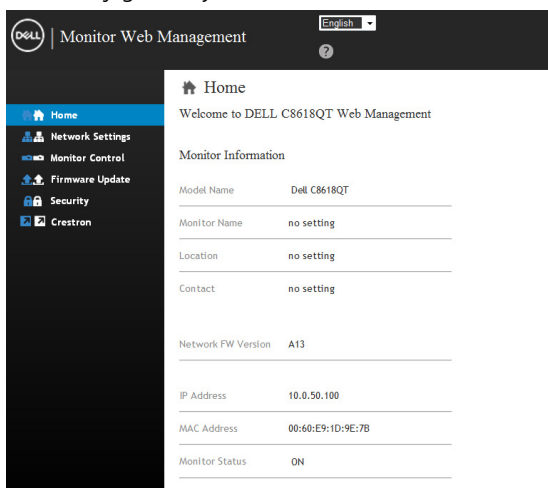 English
DELL | Monitor Web Management
?
Home
Welcome to DELL C8618QT Web Management
Home
Network Settings
Monitor Control
Firmware Update
Security
Crestron
Monitor Information
Model Name Dell C8618QT
Monitor Name no setting
Location no setting
Contact no setting
Network FW Version A13
IP Address 10.0.50.100
MAC Address 00:60:E9:1D:9E:7B
Monitor Status ON